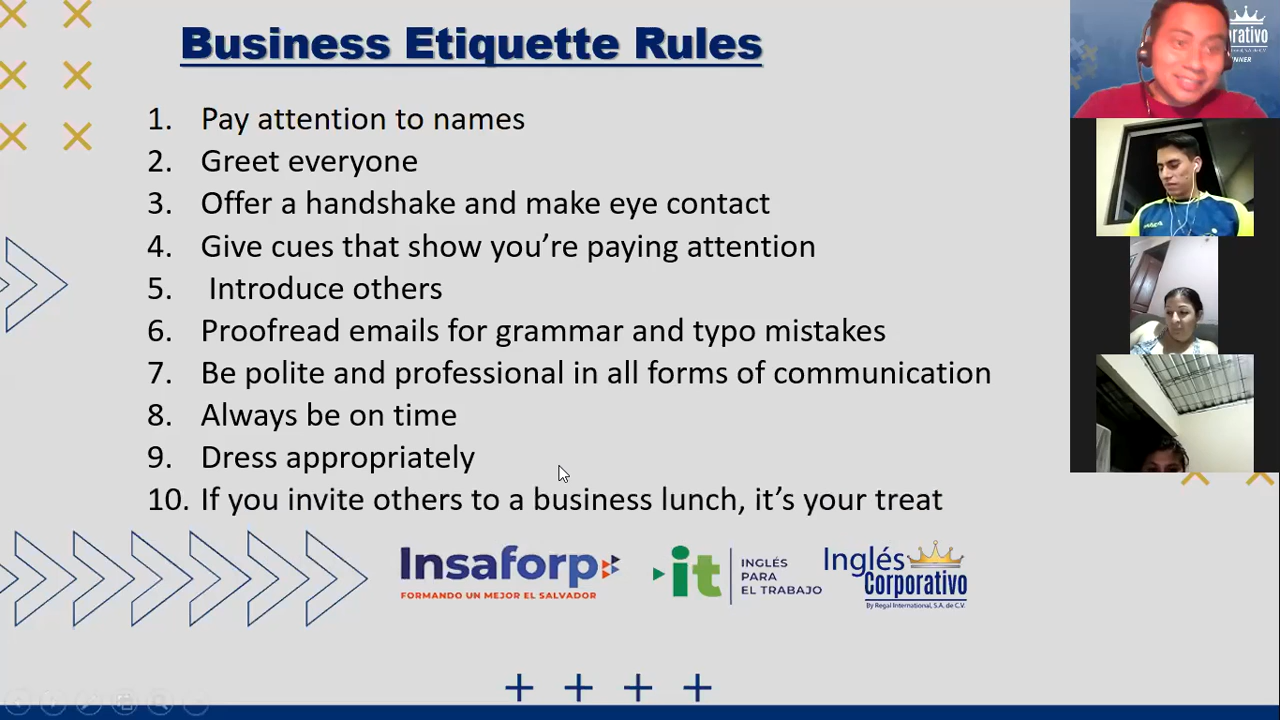 Business Etiquette Rules
1. Pay attention to names
2. Greet everyone
3. Offer a handshake and make eye contact
4. Give cues that show you’re paying attention
5. Introduce others
6. Proofread emails for grammar and typo mistakes
7. Be polite and professional in all forms of communication
8. Always be on time
9. Dress appropriately
10. If you invite others to a business lunch, it’s your treat
Insaforp
FORMANDO UN MEJOR EL SALVADOR
it
INGLÉS
PARA
EL TRABAJO
Inglés
Corporativo
By Regal International, S.A. de C.V.